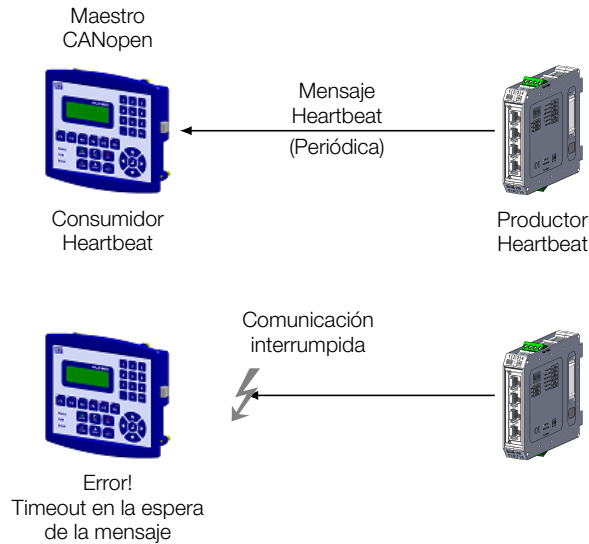 Maestro
CANopen
Mensaje
Heartbeat
(Periódica)
Consumidor
Heartbeat
Productor
Heartbeat
Comunicación
interrumpida
Error!
Timeout en la espera
de la mensaje